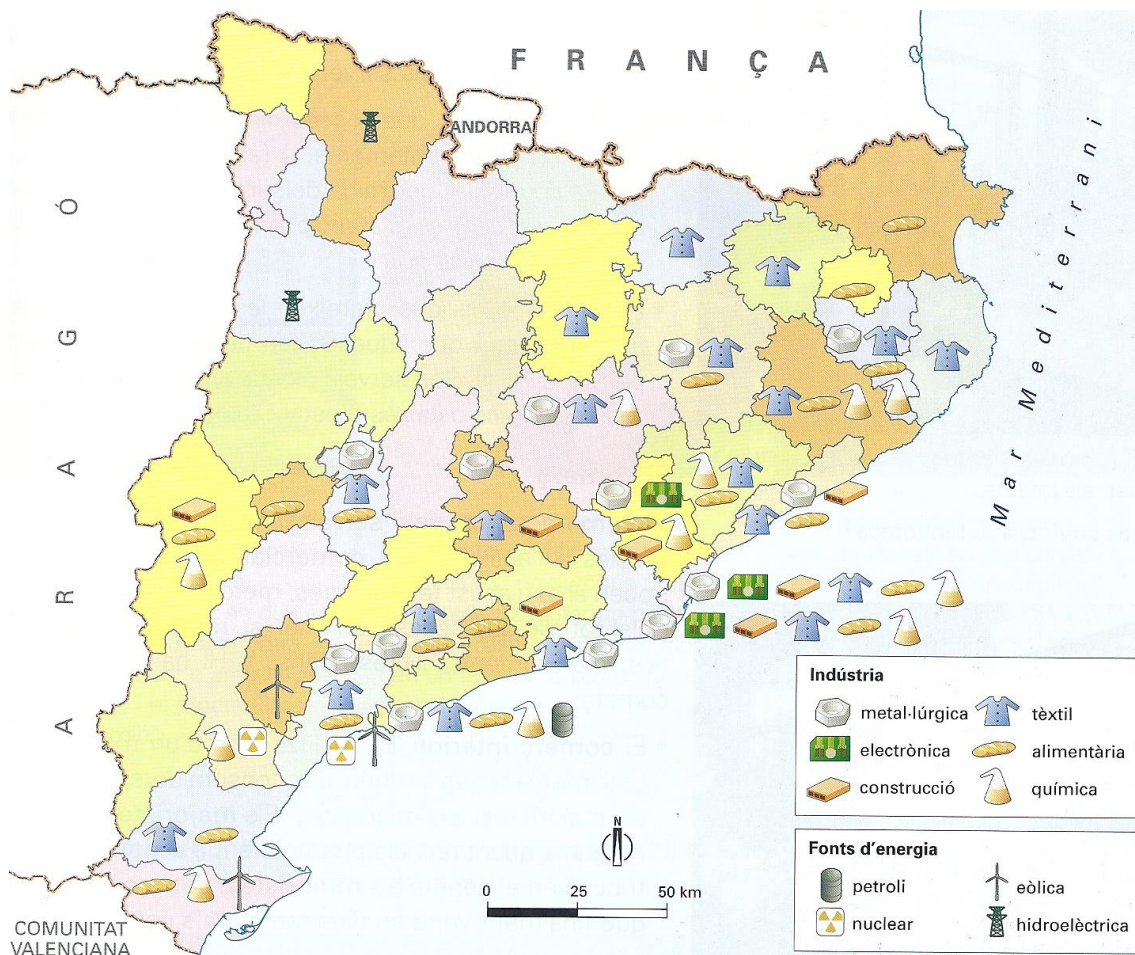 FRANÇA
ANDORRA
ARAGÓ
Mar Mediterrani
Indústria
metal·lúrgica
tèxtil
electrònica
alimentària
construcció
química
Fonts d'energia
petroli
eòlica
nuclear
hidroelèctrica
N
0 25 50 km
COMUNITAT
VALENCIANA